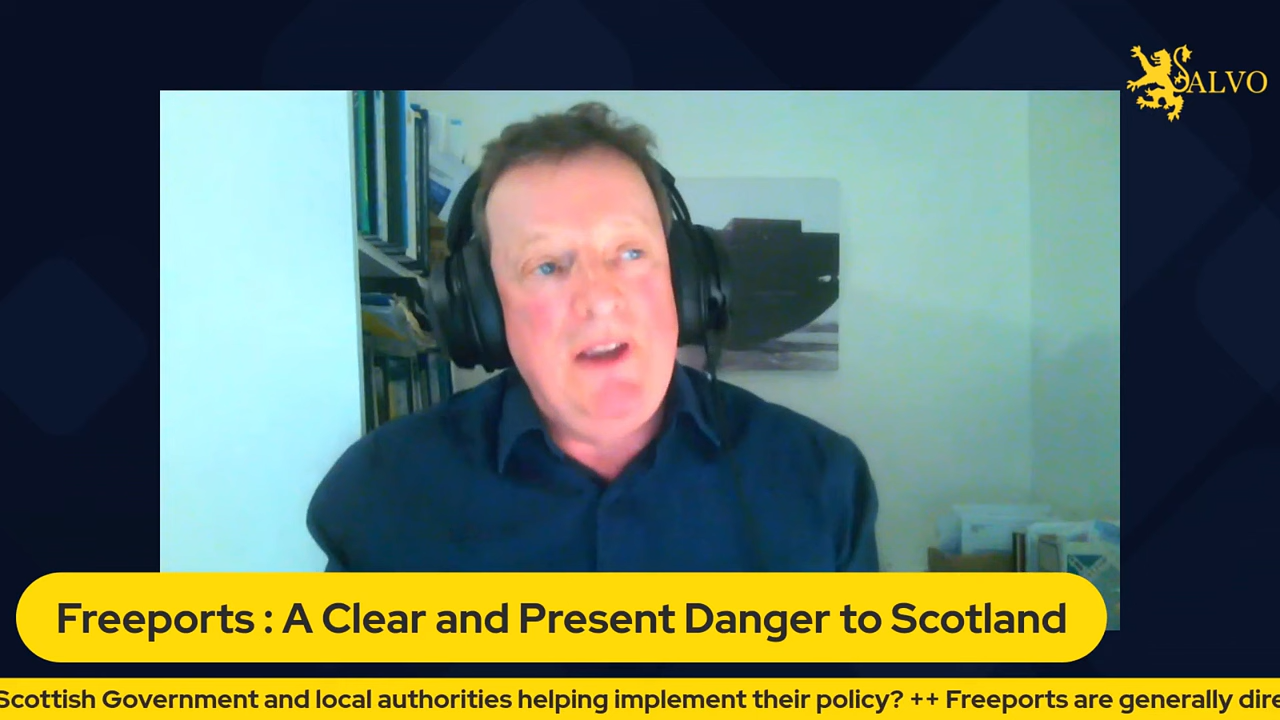 SALVO
Freeports : A Clear and Present Danger to Scotland
Scottish Government and local authorities helping implement their policy? ++ Freeports are generally dire